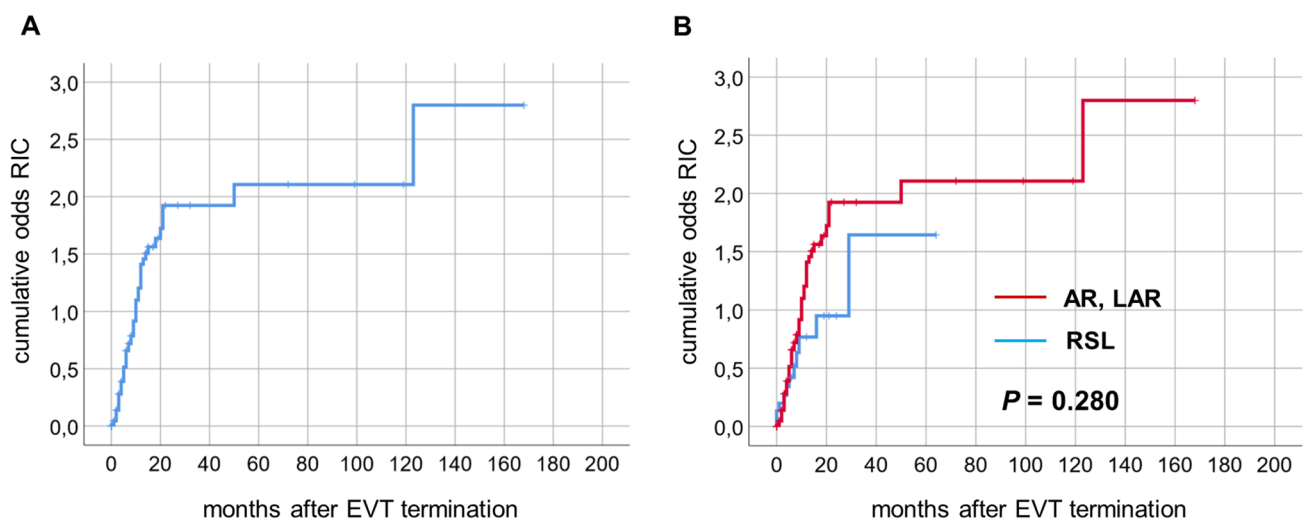 A
cumulative odds RIC
3,0
2,5
2,0
1,5
1,0
0,5
0,0
0 20 40 60 80 100 120 140 160 180 200
months after EVT termination
B
cumulative odds RIC
3,0
2,5
2,0
1,5
1,0
0,5
0,0
AR, LAR
RSL
P = 0.280
0 20 40 60 80 100 120 140 160 180 200
months after EVT termination